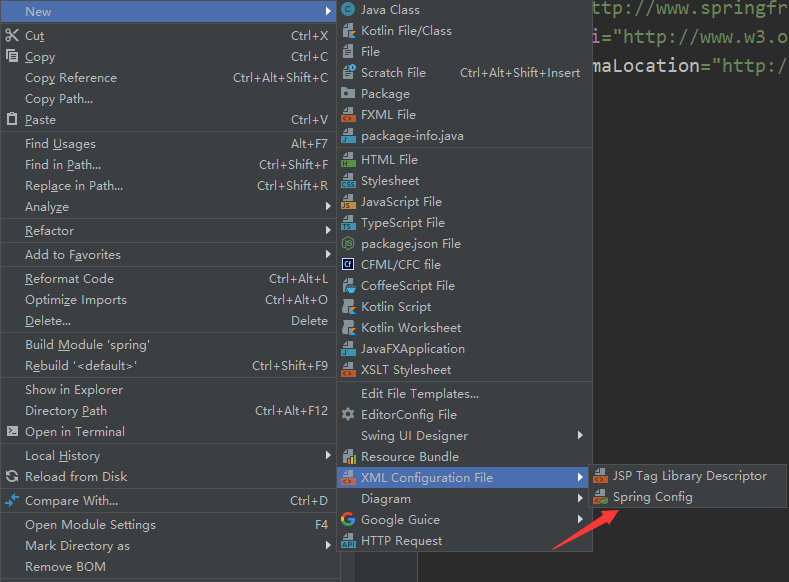 New
Cut Ctrl+X
Copy Ctrl+C
Copy Reference Ctrl+Alt+Shift+C
Copy Path...
Paste Ctrl+V
Find Usages Alt+F7
Find in Path... Ctrl+Shift+F
Replace in Path... Ctrl+Shift+R
Analyze
Refactor
Add to Favorites
Reformat Code Ctrl+Alt+L
Optimize Imports Ctrl+Alt+O
Delete... Delete
Build Module 'spring'
Rebuild '<default>' Ctrl+Shift+F9
Show in Explorer
Directory Path Ctrl+Alt+F12
Open in Terminal
Local History
Reload from Disk
Compare With... Ctrl+D
Open Module Settings F4
Mark Directory as
Remove BOM
Java Class
Kotlin File/Class
File
Scratch File Ctrl+Alt+Shift+Insert
Package
FXML File
package-info.java
HTML File
Stylesheet
JavaScript File
TypeScript File
package.json File
CFML/CFC file
CoffeeScript File
Kotlin Script
Kotlin Worksheet
JavaFXApplication
XSLT Stylesheet
Edit File Templates...
EditorConfig File
Swing UI Designer
Resource Bundle
XML Configuration File
Diagram
Google Guice
HTTP Request
JSP Tag Library Descriptor
Spring Config
ttp://www.springfr
i="http://www.w3.o
maLocation="http:/